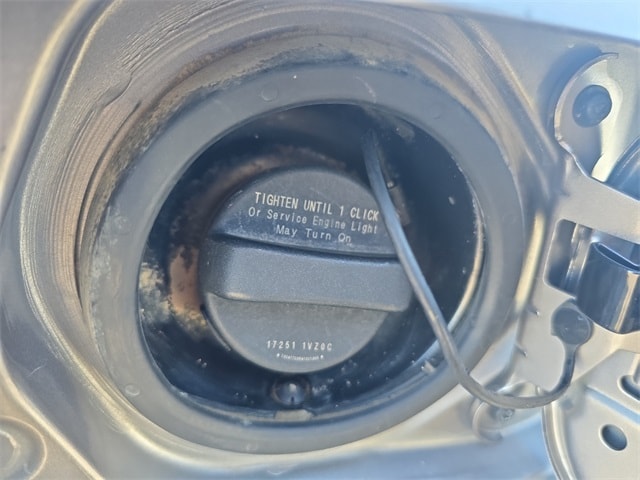 TIGHTEN UNTIL 1 CLICK
Or Service Engine Light
May Turn On
17251 1VZ0C